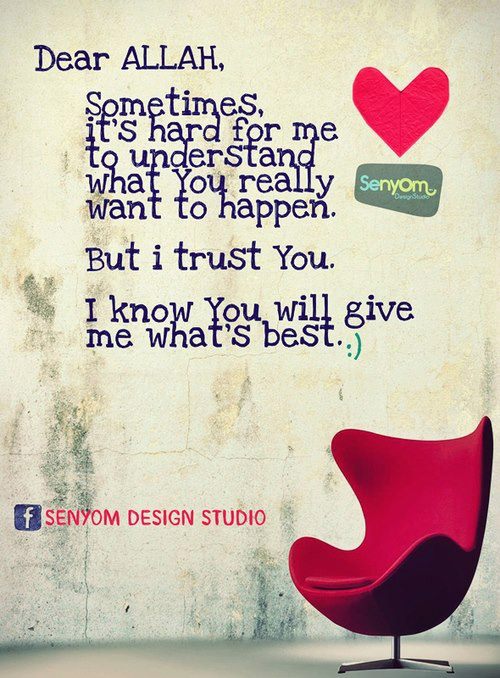 Dear ALLAH,
Sometimes,
it's hard for me
to understand
what You really
want to happen.
But i trust You.
I know You will give
me what's best. :)
SenyOm
DesignStudio
f SENYOM DESIGN STUDIO